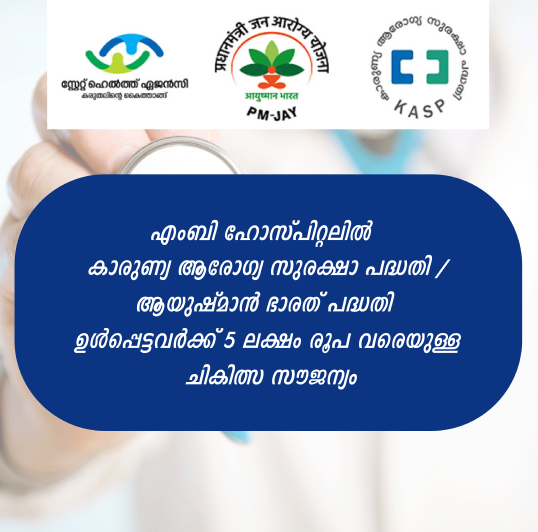 സ്റ്റേറ്റ് ഹെൽത്ത് ഏജൻസി
കരുതലിന്റെ കൈത്താങ്ങ്
प्रधानमंत्री जन आरोग्य योजना
आयुष्मान भारत
PM-JAY
കാരുണ്യ ആരോഗ്യ സുരക്ഷാ പദ്ധതി
KASP
എംബി ഹോസ്പിറ്റലിൽ
കാരുണ്യ ആരോഗ്യ സുരക്ഷാ പദ്ധതി /
ആയുഷ്മാൻ ഭാരത് പദ്ധതി
ഉൾപ്പെട്ടവർക്ക് 5 ലക്ഷം രൂപ വരെയുള്ള
ചികിത്സ സൗജന്യം